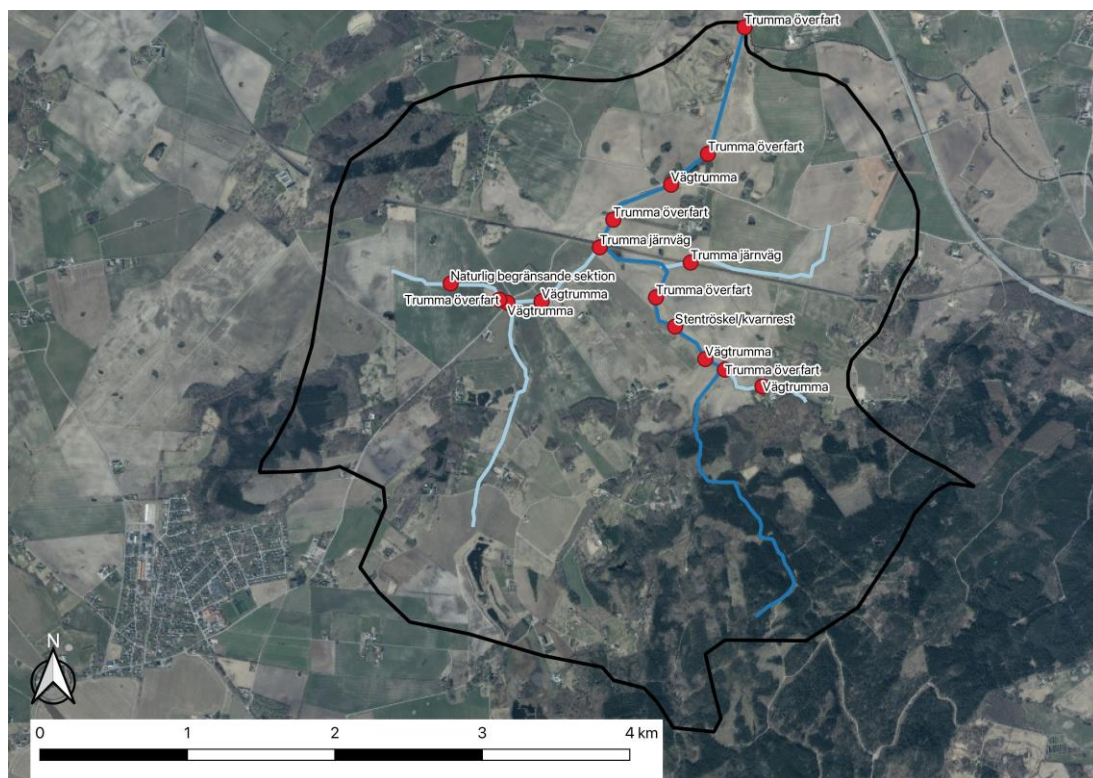 Trumma överfart
Trumma överfart
Vägtrumma
Trumma överfart
Trumma järnväg
Trumma järnväg
Naturlig begränsande sektion
Trumma överfart
Vägtrumma
Vägtrumma
Trumma överfart
Stentröskel/kvarnrest
Vägtrumma
Trumma överfart
Vägtrumma
N
0 1 2 3 4 km